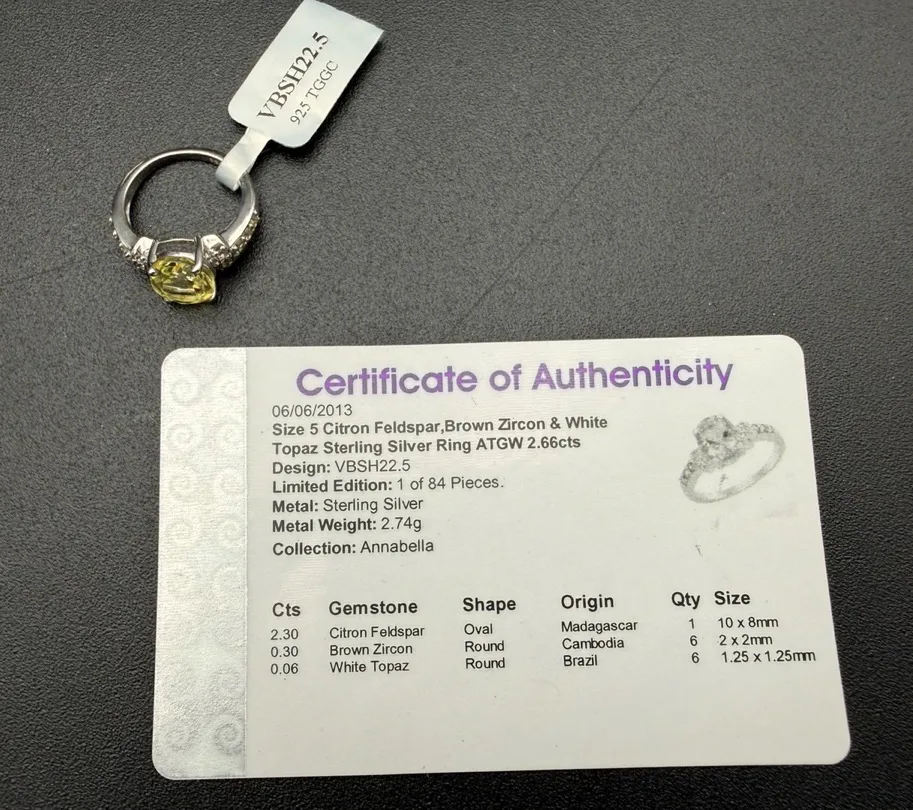 VBSH22.5
925 TGGC
Certificate of Authenticity
06/06/2013
Size 5 Citron Feldspar,Brown Zircon & White
Topaz Sterling Silver Ring ATGW 2.66cts
Design: VBSH22.5
Limited Edition: 1 of 84 Pieces.
Metal: Sterling Silver
Metal Weight: 2.74g
Collection: Annabella
Cts Gemstone Shape Origin Qty Size
2.30 Citron Feldspar Oval Madagascar 1 10 x 8mm
0.30 Brown Zircon Round Cambodia 6 2 x 2mm
0.06 White Topaz Round Brazil 6 1.25 x 1.25mm